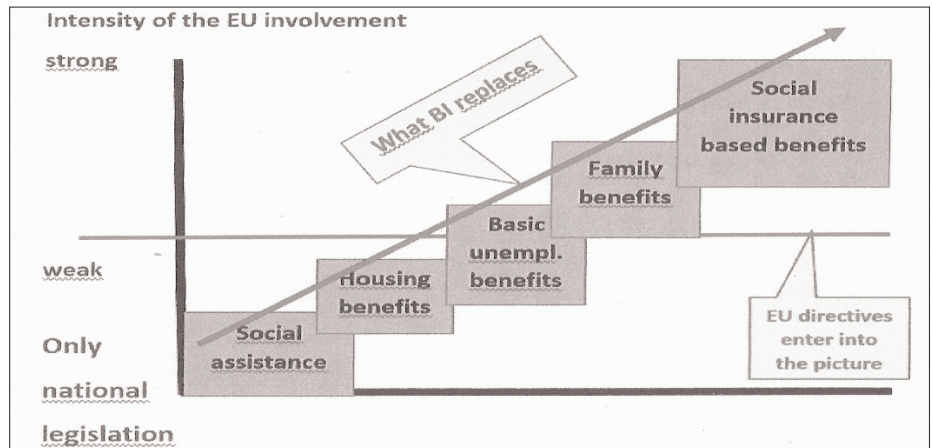 Intensity of the EU involvement
strong
What BI replaces
Social
insurance
based benefits
Family
benefits
Basic
unempl.
benefits
weak
Housing
benefits
EU directives
enter into
the picture
Social
assistance
Only
national
legislation